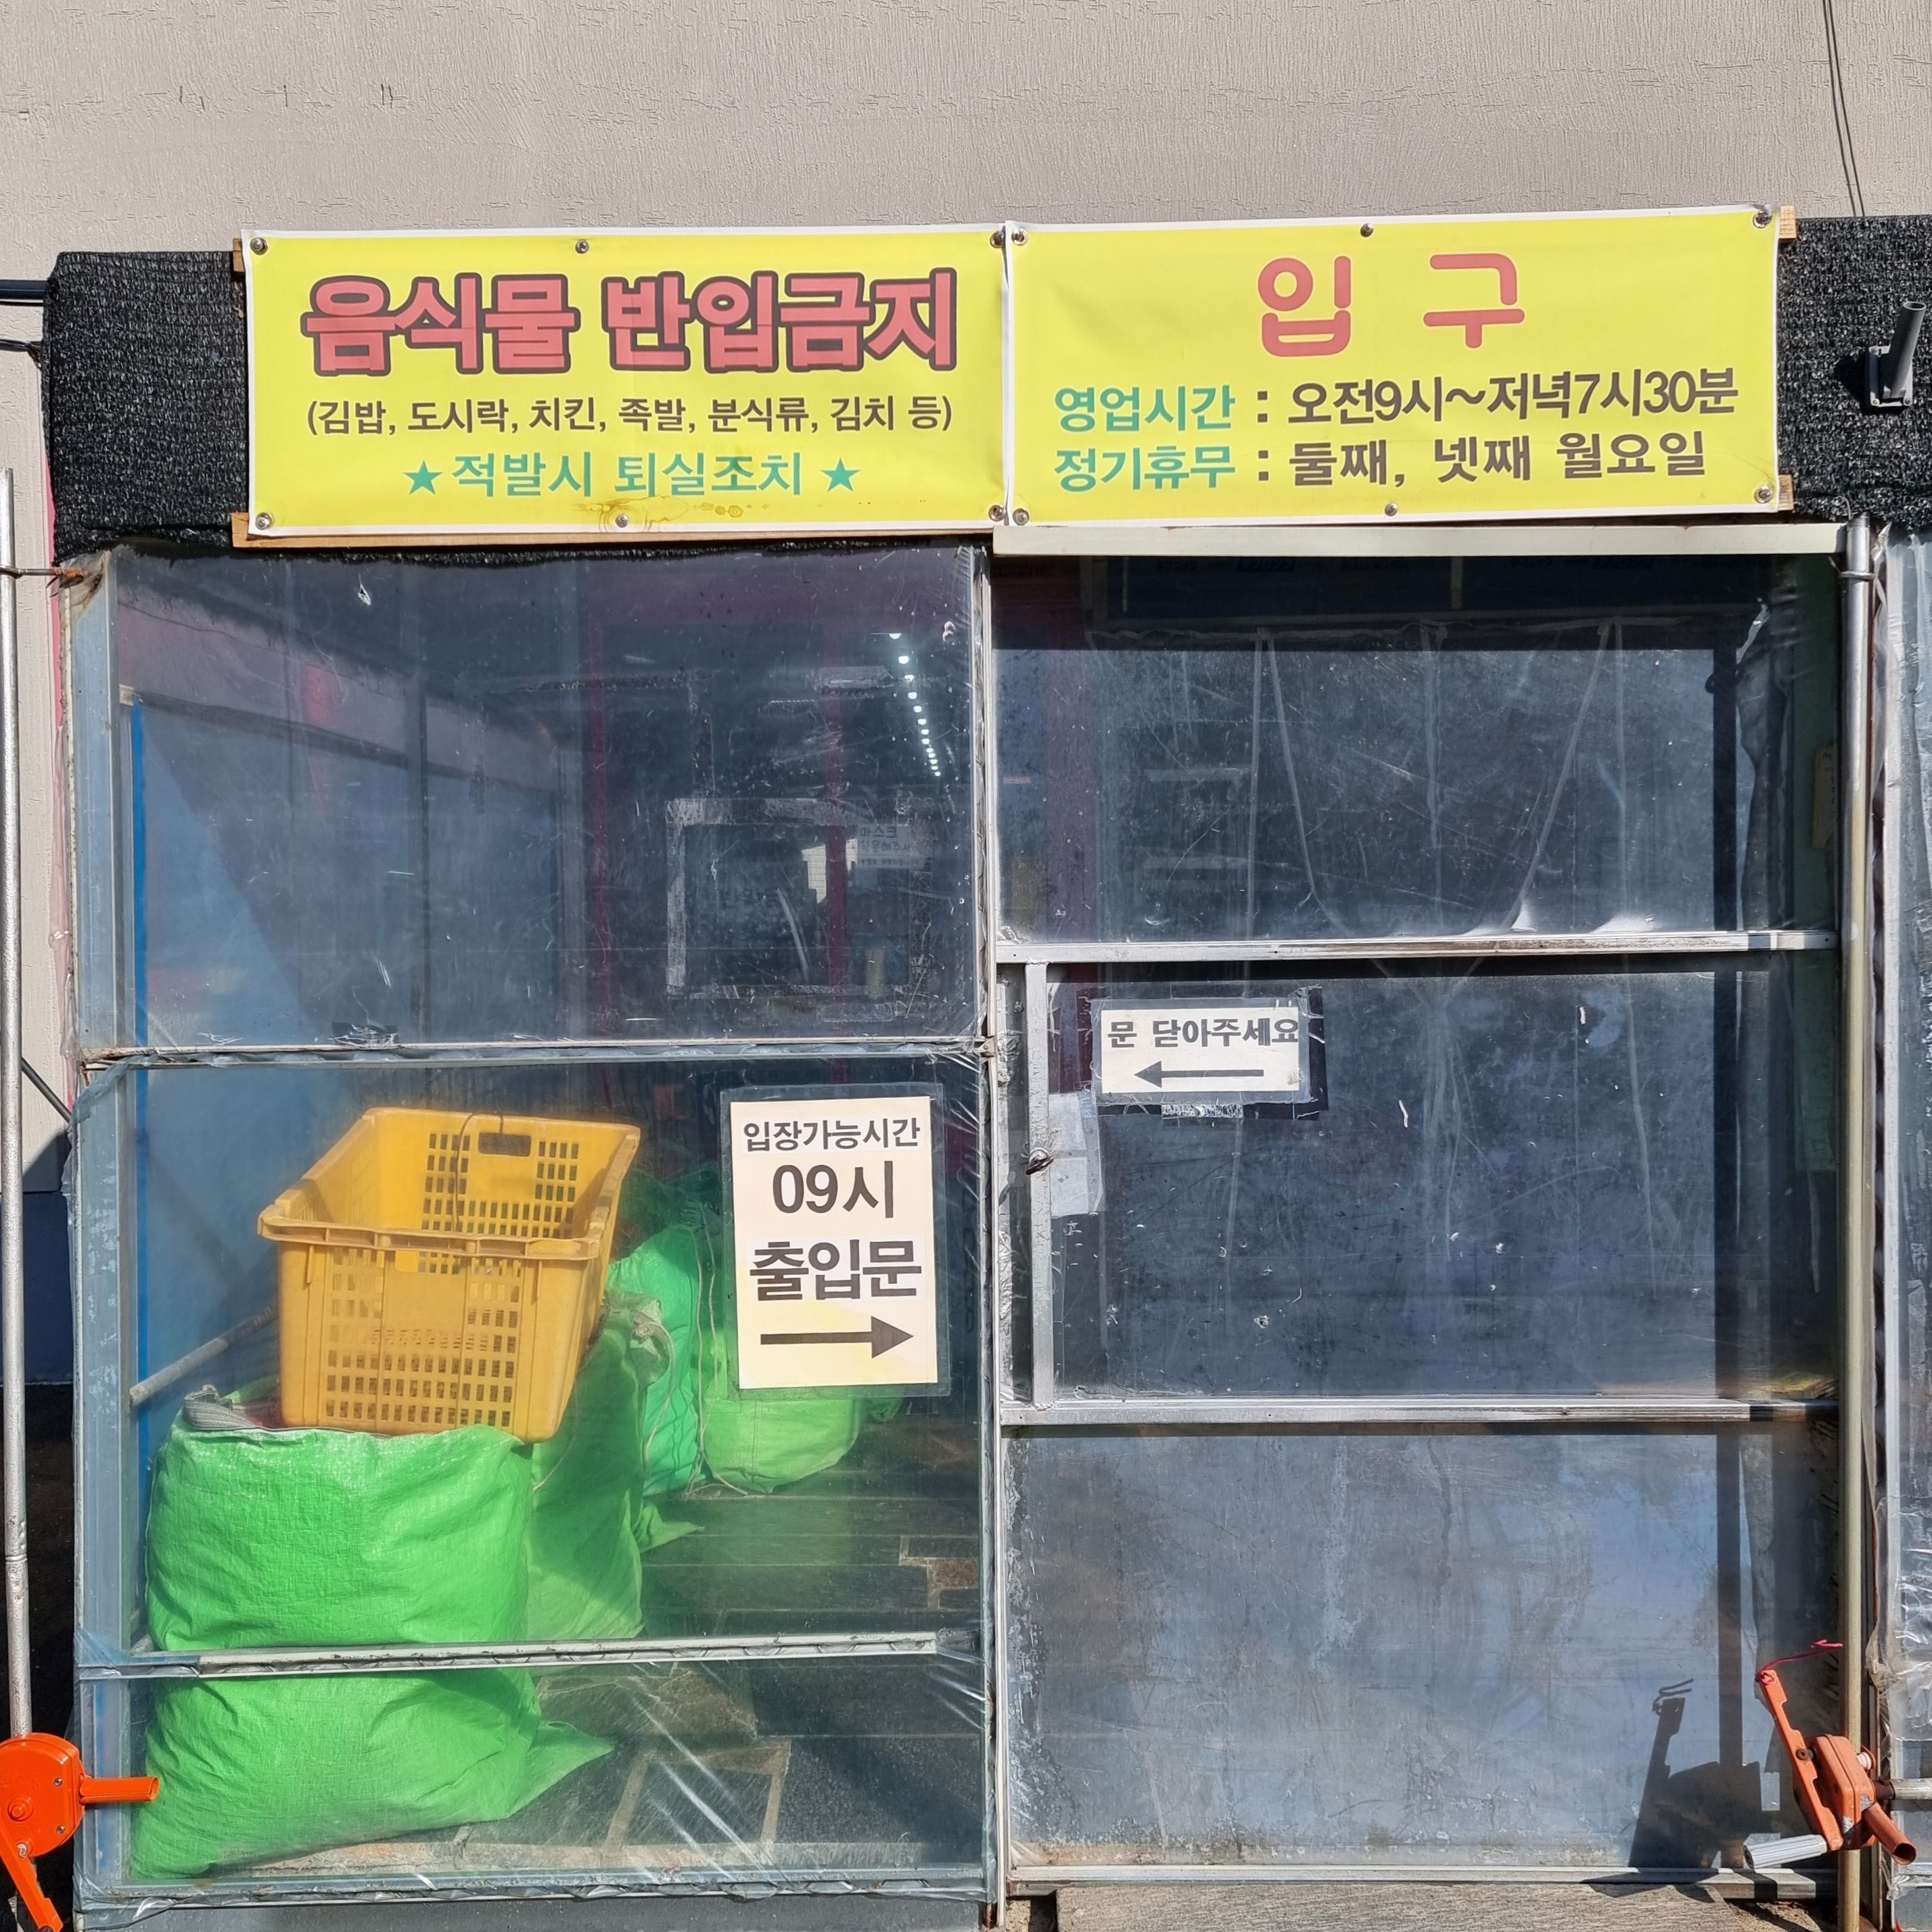 음식물 반입금지
(김밥, 도시락, 치킨, 족발, 분식류, 김치 등)
★적발시 퇴실조치★
입 구
영업시간 : 오전9시~저녁7시30분
정기휴무 : 둘째, 넷째 월요일
문 닫아주세요
←
입장가능시간
09시
출입문
→